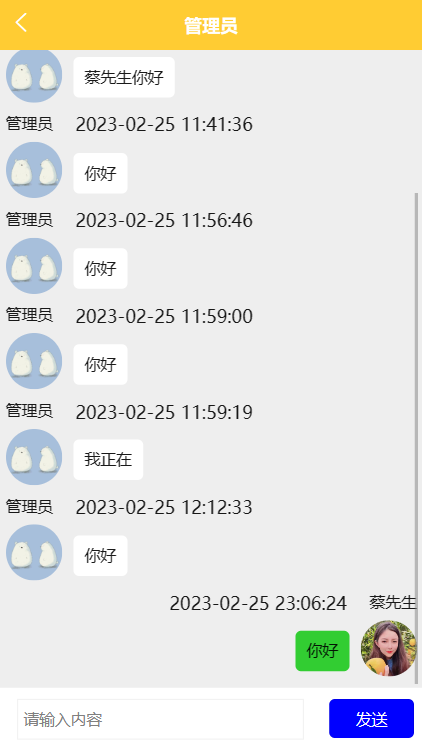 管理员
蔡先生你好
管理员 2023-02-25 11:41:36
你好
管理员 2023-02-25 11:56:46
你好
管理员 2023-02-25 11:59:00
你好
管理员 2023-02-25 11:59:19
我正在
管理员 2023-02-25 12:12:33
你好
2023-02-25 23:06:24 蔡先生
你好
请输入内容 发送